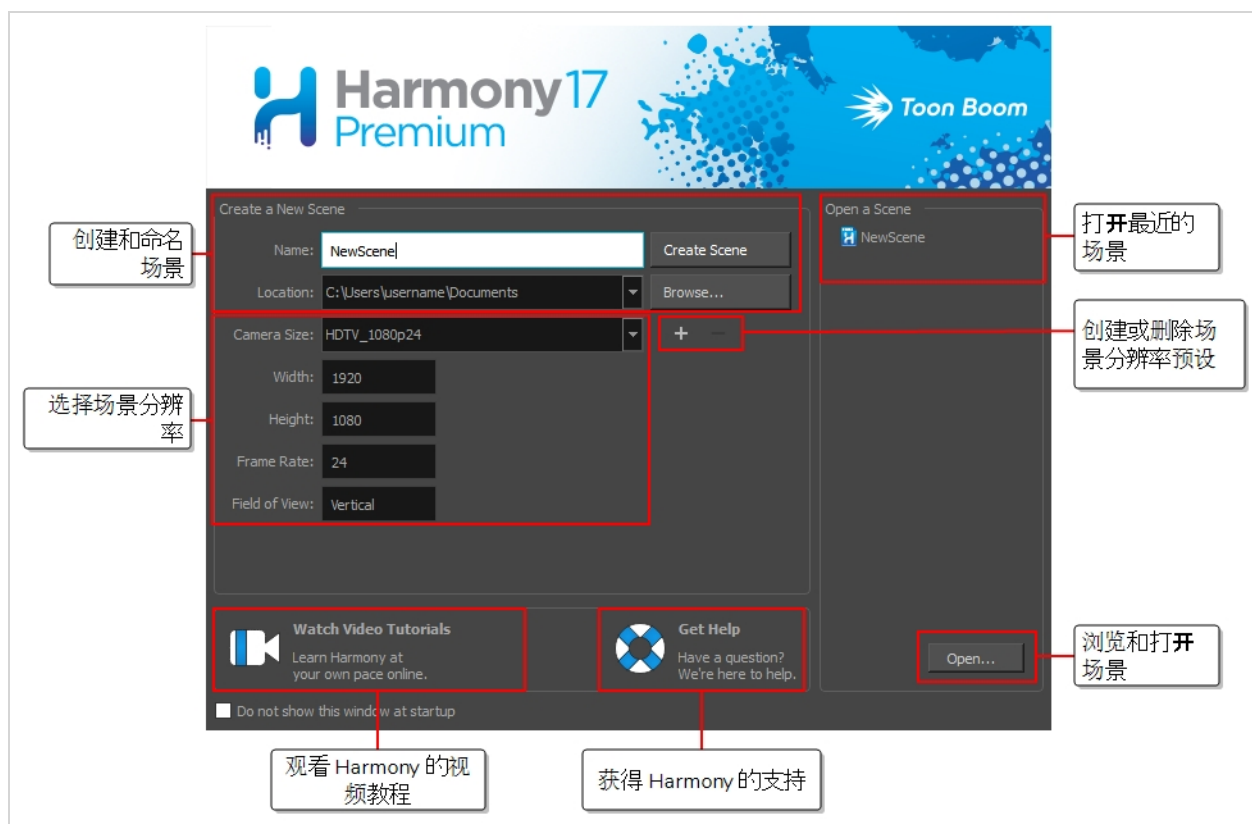 Harmony 17
Premium
Toon Boom
Create a New Scene
Name:
NewScene
Create Scene
Location:
C:\Users\username\Documents
Browse...
Camera Size:
HDTV_1080p24
+ −
Width:
1920
Height:
1080
Frame Rate:
24
Field of View:
Vertical
Open a Scene
NewScene
Watch Video Tutorials
Learn Harmony at
your own pace online.
Get Help
Have a question?
We're here to help.
Open...
Do not show this window at startup
创建和命名
场景
选择场景分辨
率
打开最近的
场景
创建或删除场
景分辨率预设
浏览和打开
场景
观看 Harmony 的视
频教程
获得 Harmony 的支持